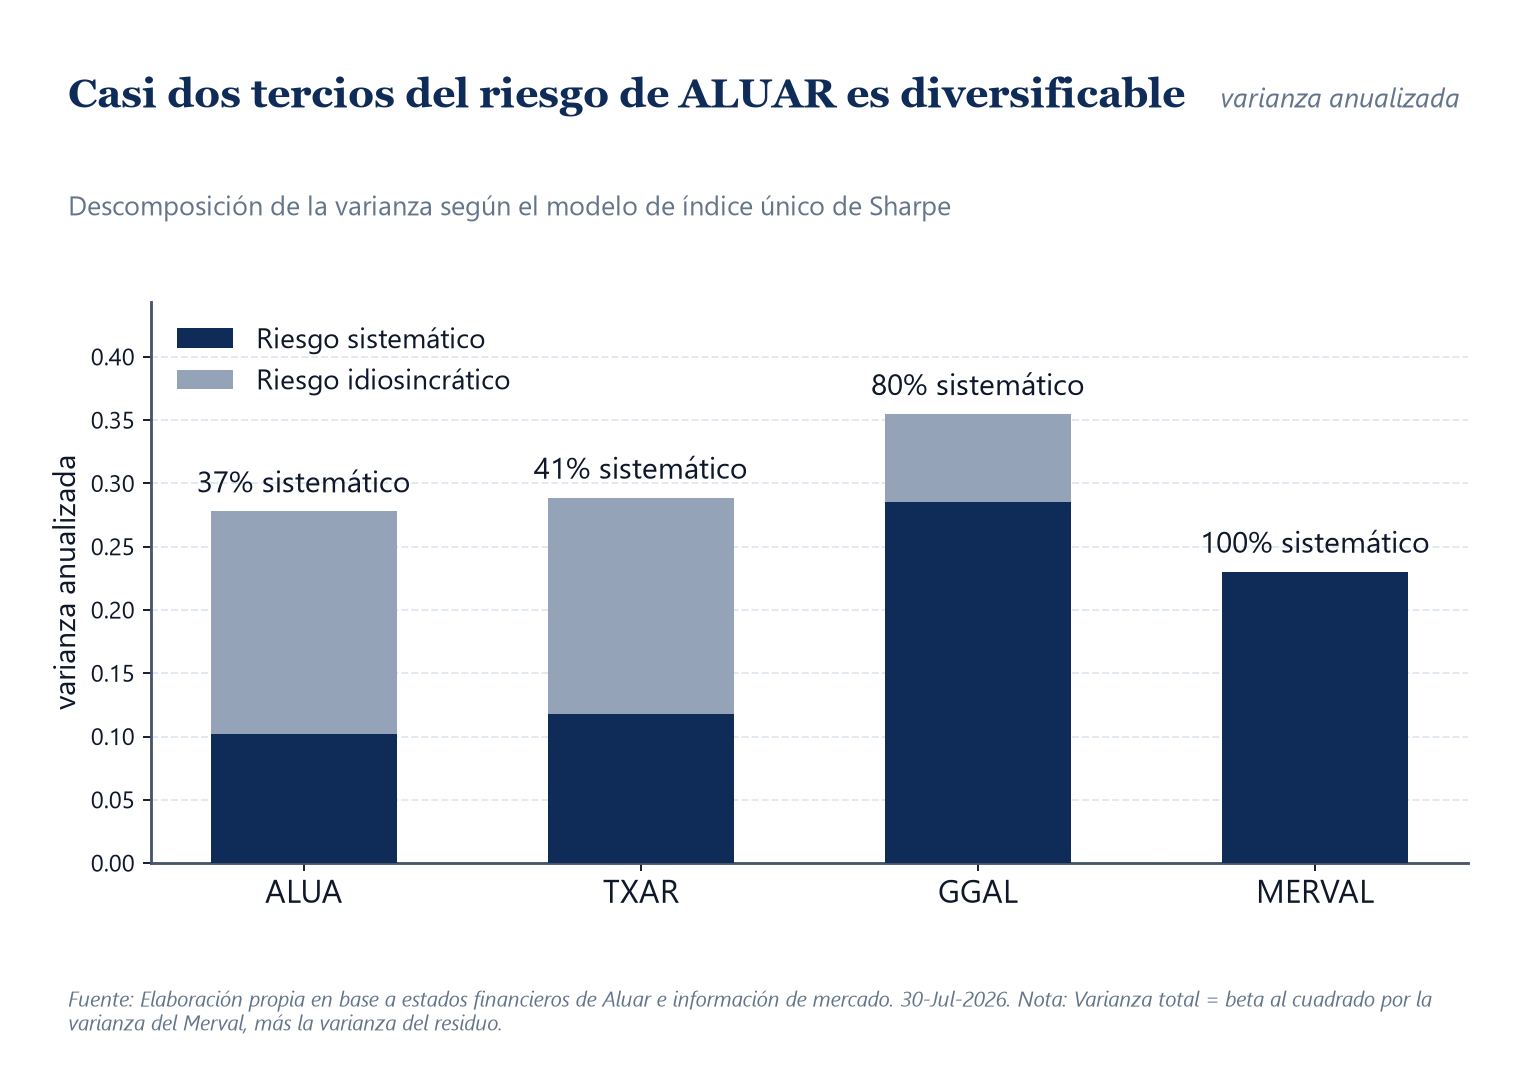 Casi dos tercios del riesgo de ALUAR es diversificable varianza anualizada
Descomposición de la varianza según el modelo de índice único de Sharpe
Riesgo sistemático
Riesgo idiosincrático
varianza anualizada
0.40
0.35
0.30
0.25
0.20
0.15
0.10
0.05
0.00
37% sistemático
41% sistemático
80% sistemático
100% sistemático
ALUA
TXAR
GGAL
MERVAL
Fuente: Elaboración propia en base a estados financieros de Aluar e información de mercado. 30-Jul-2026. Nota: Varianza total = beta al cuadrado por la
varianza del Merval, más la varianza del residuo.